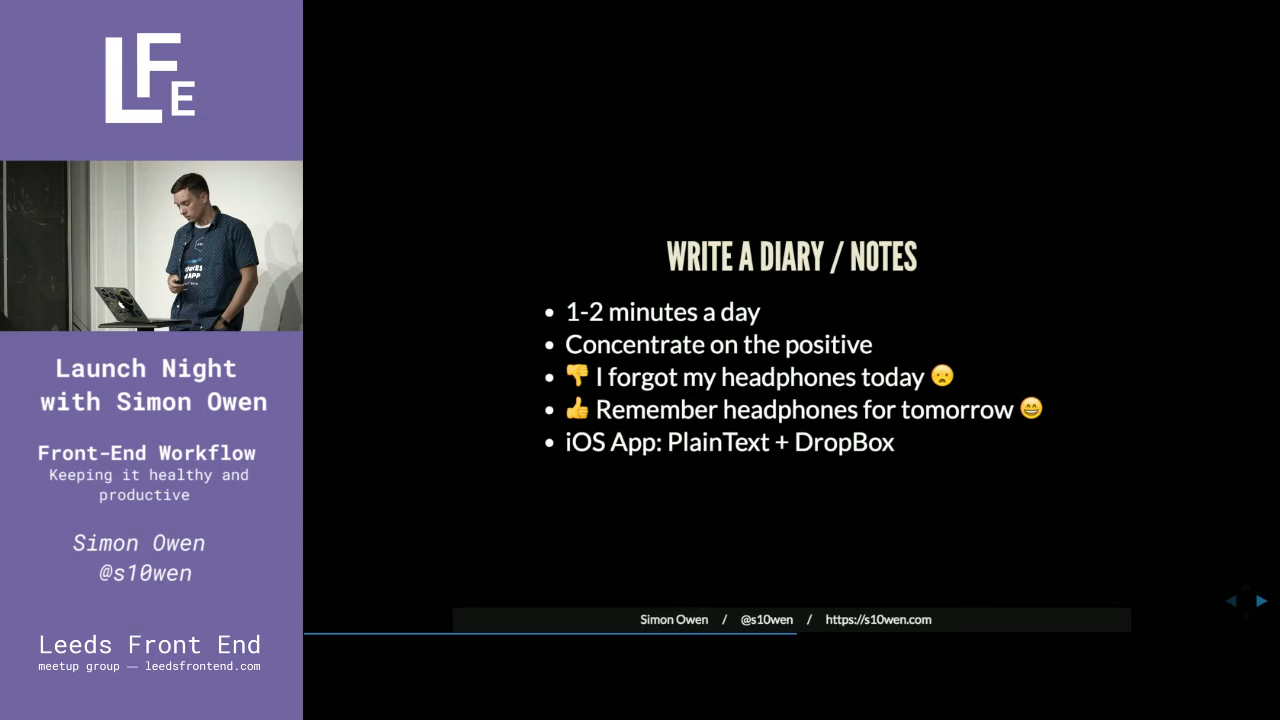 LFE
Launch Night
with Simon Owen
Front-End Workflow
Keeping it healthy and
productive
Simon Owen
@s10wen
Leeds Front End
meetup group — leedsfrontend.com
WRITE A DIARY / NOTES
• 1-2 minutes a day
• Concentrate on the positive
• 👎 I forgot my headphones today 😦
• 👍 Remember headphones for tomorrow 😄
• iOS App: PlainText + DropBox
Simon Owen / @s10wen / https://s10wen.com